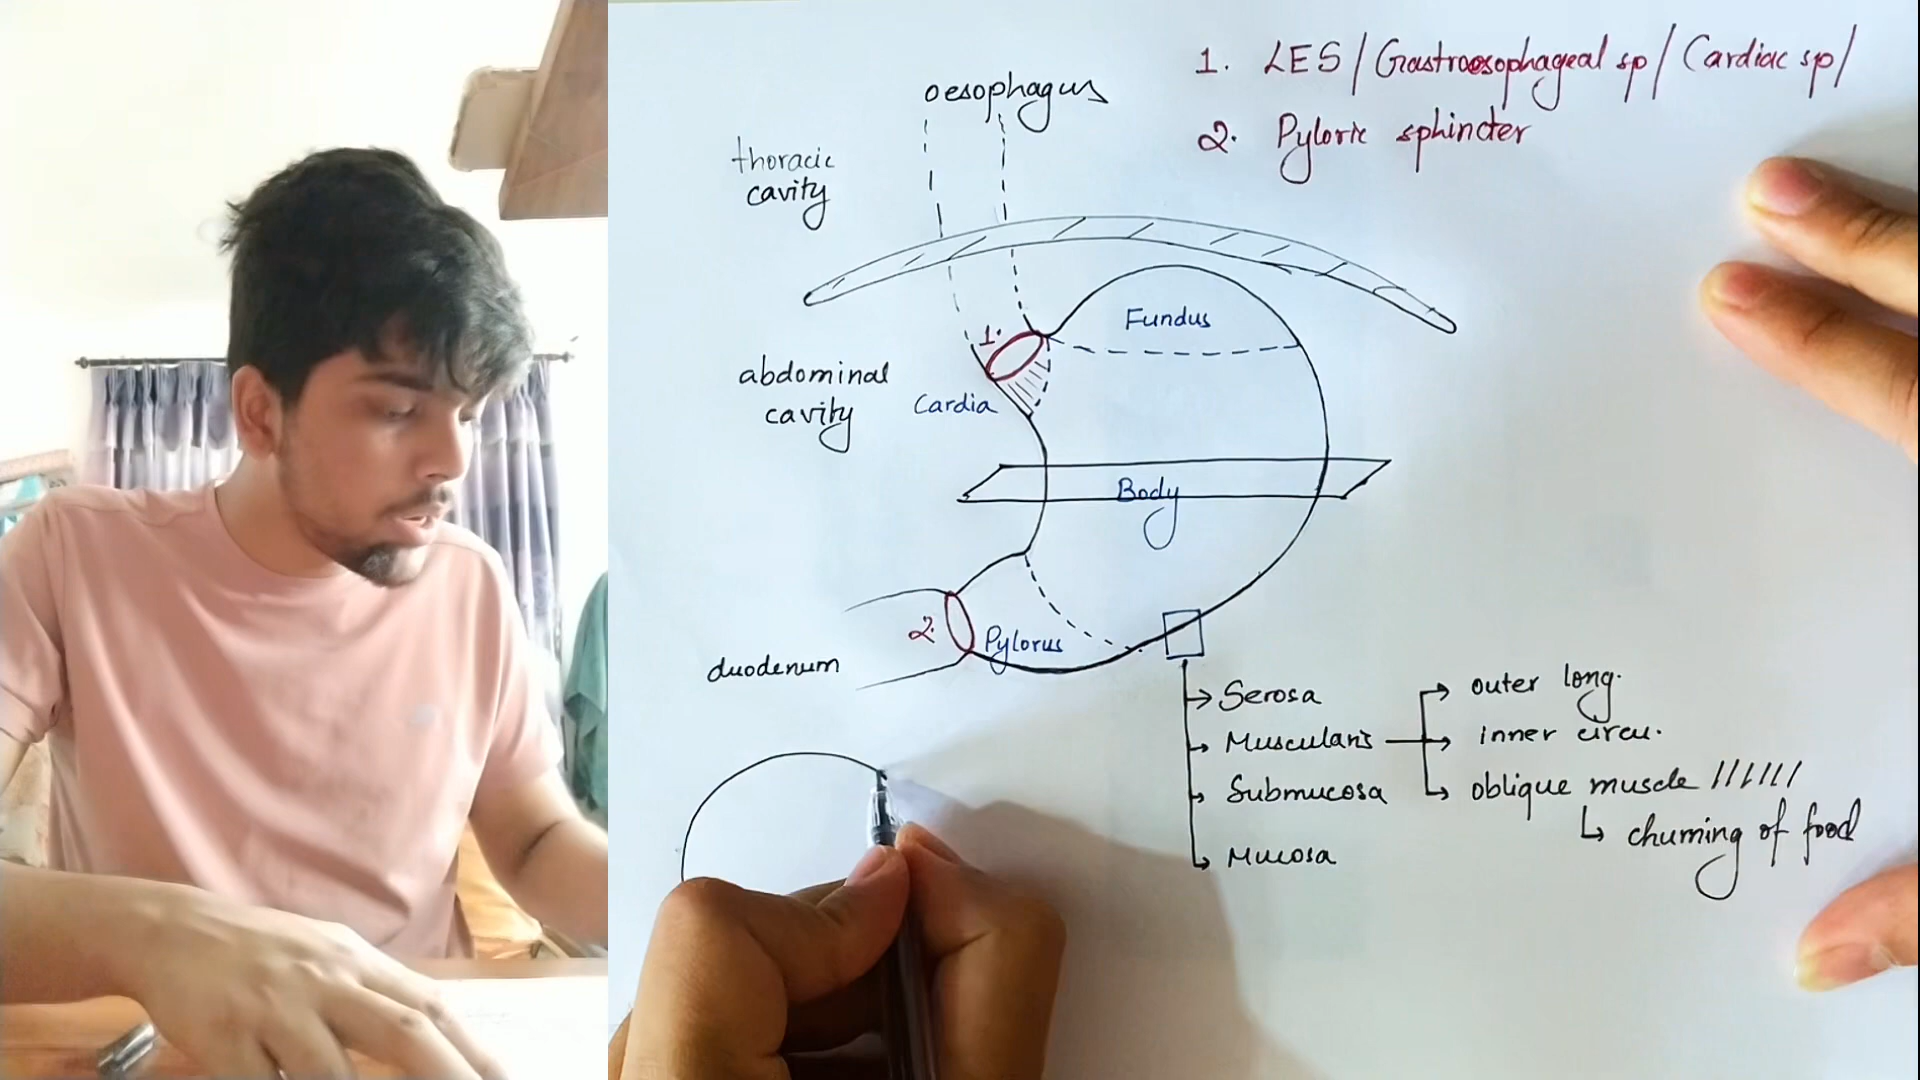 1. LES/Gastroesophageal sp/Cardiac sp/
2. Pyloric sphincter
oesophagus
thoracic
cavity
Fundus
1.
abdominal
cavity
Cardia
Body
2.
Pylorus
duodenum
Serosa
Muscularis
Submucosa
Mucosa
outer long.
inner circu.
oblique muscle ///////
churning of food